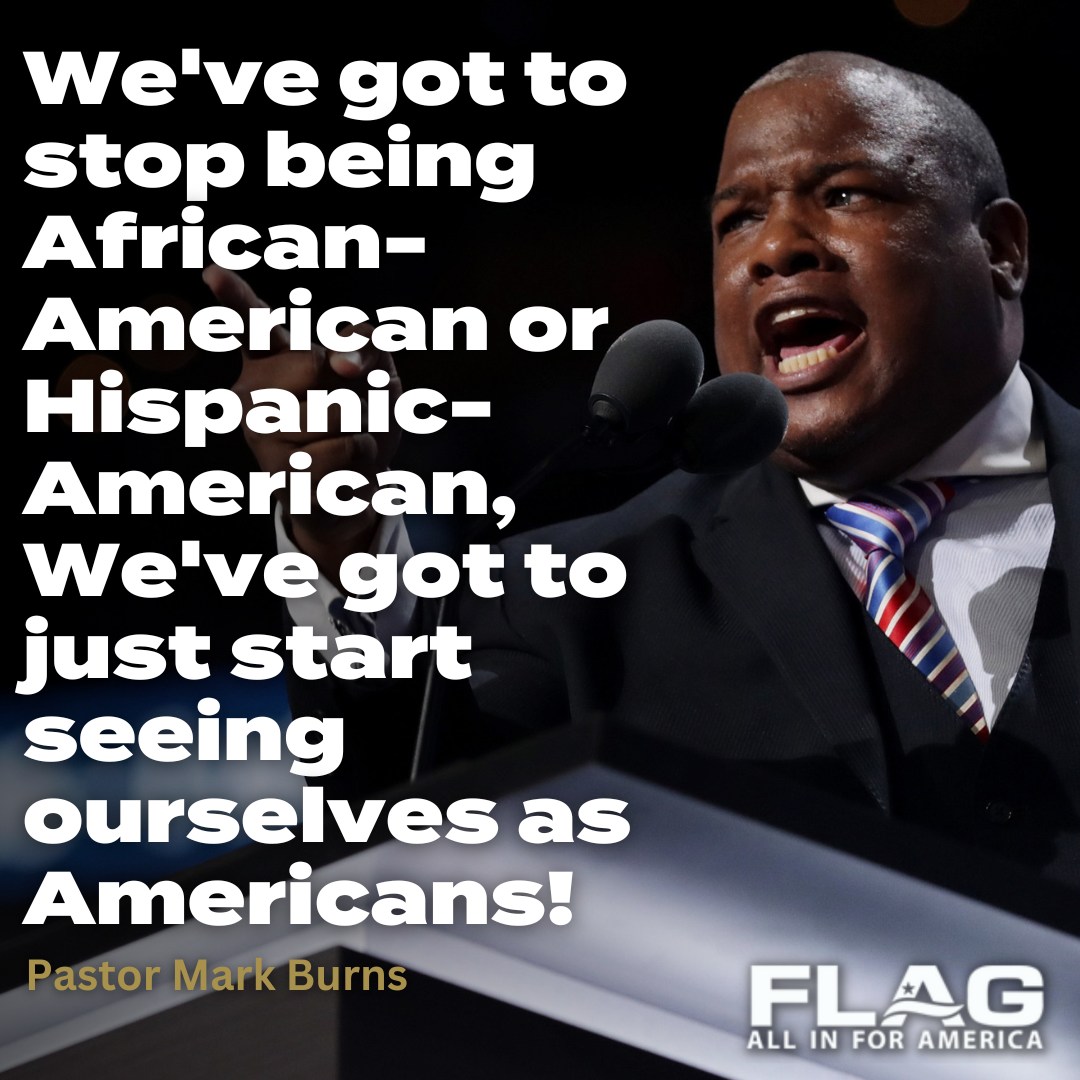 We've got to
stop being
African-
American or
Hispanic-
American,
We've got to
just start
seeing
ourselves as
Americans!
Pastor Mark Burns
FLAG
ALL IN FOR AMERICA